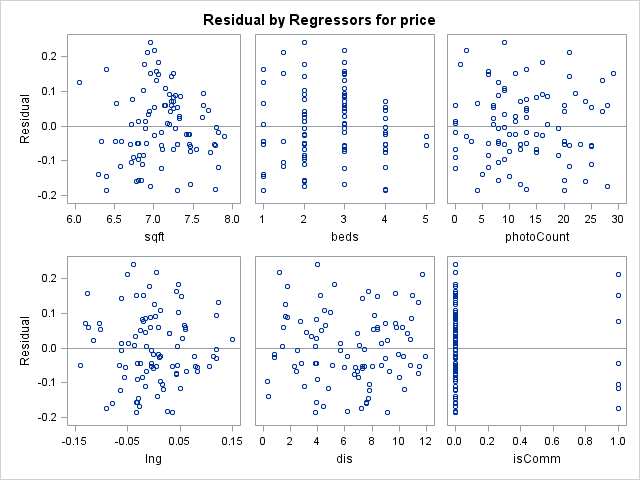 Residual by Regressors for price
Residual
0.2
0.1
0.0
-0.1
-0.2
6.0 6.5 7.0 7.5 8.0
sqft
1 2 3 4 5
beds
0 5 10 15 20 25 30
photoCount
Residual
0.2
0.1
0.0
-0.1
-0.2
-0.15 -0.05 0.05 0.15
lng
0 2 4 6 8 10 12
dis
0.0 0.2 0.4 0.6 0.8 1.0
isComm